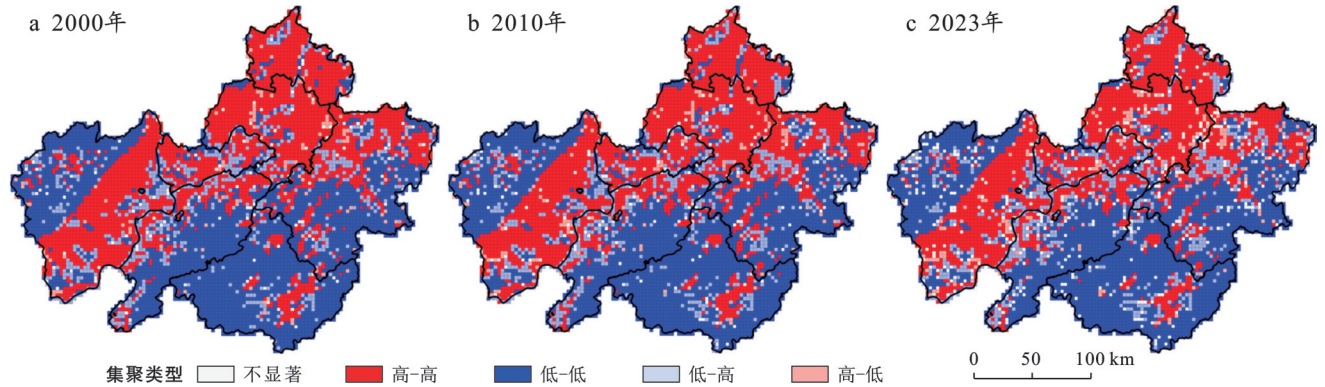 a 2000年
b 2010年
c 2023年
集聚类型 不显著 高-高 低-低 低-高 高-低
0 50 100 km